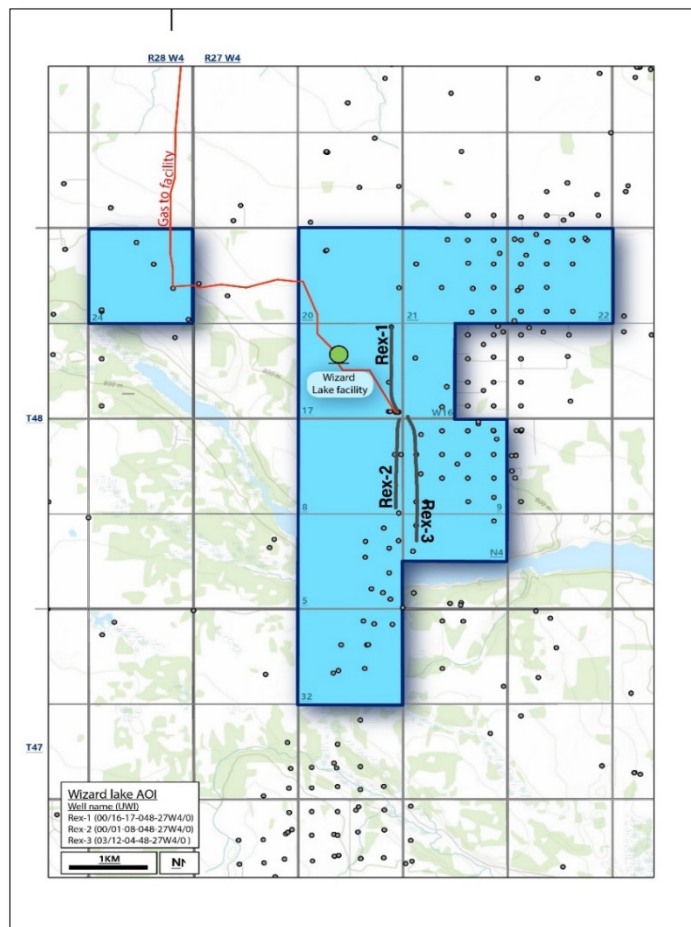 R28 W4 R27 W4
Gas to facility
24
20
21
22
Rex-1
Wizard
Lake facility
17
W16
T48
Rex-2
Rex-3
8
9
N4
5
32
T47
Wizard lake AOI
Well name (UWI)
Rex-1 (00/16-17-048-27W4/0)
Rex-2 (00/01-08-048-27W4/0)
Rex-3 (03/12-04-48-27W4/0 )
1KM
N